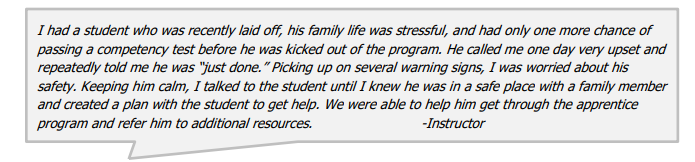 I had a student who was recently laid off, his family life was stressful, and had only one more chance of
passing a competency test before he was kicked out of the program. He called me one day very upset and
repeatedly told me he was “just done.” Picking up on several warning signs, I was worried about his
safety. Keeping him calm, I talked to the student until I knew he was in a safe place with a family member
and created a plan with the student to get help. We were able to help him get through the apprentice
program and refer him to additional resources. -Instructor